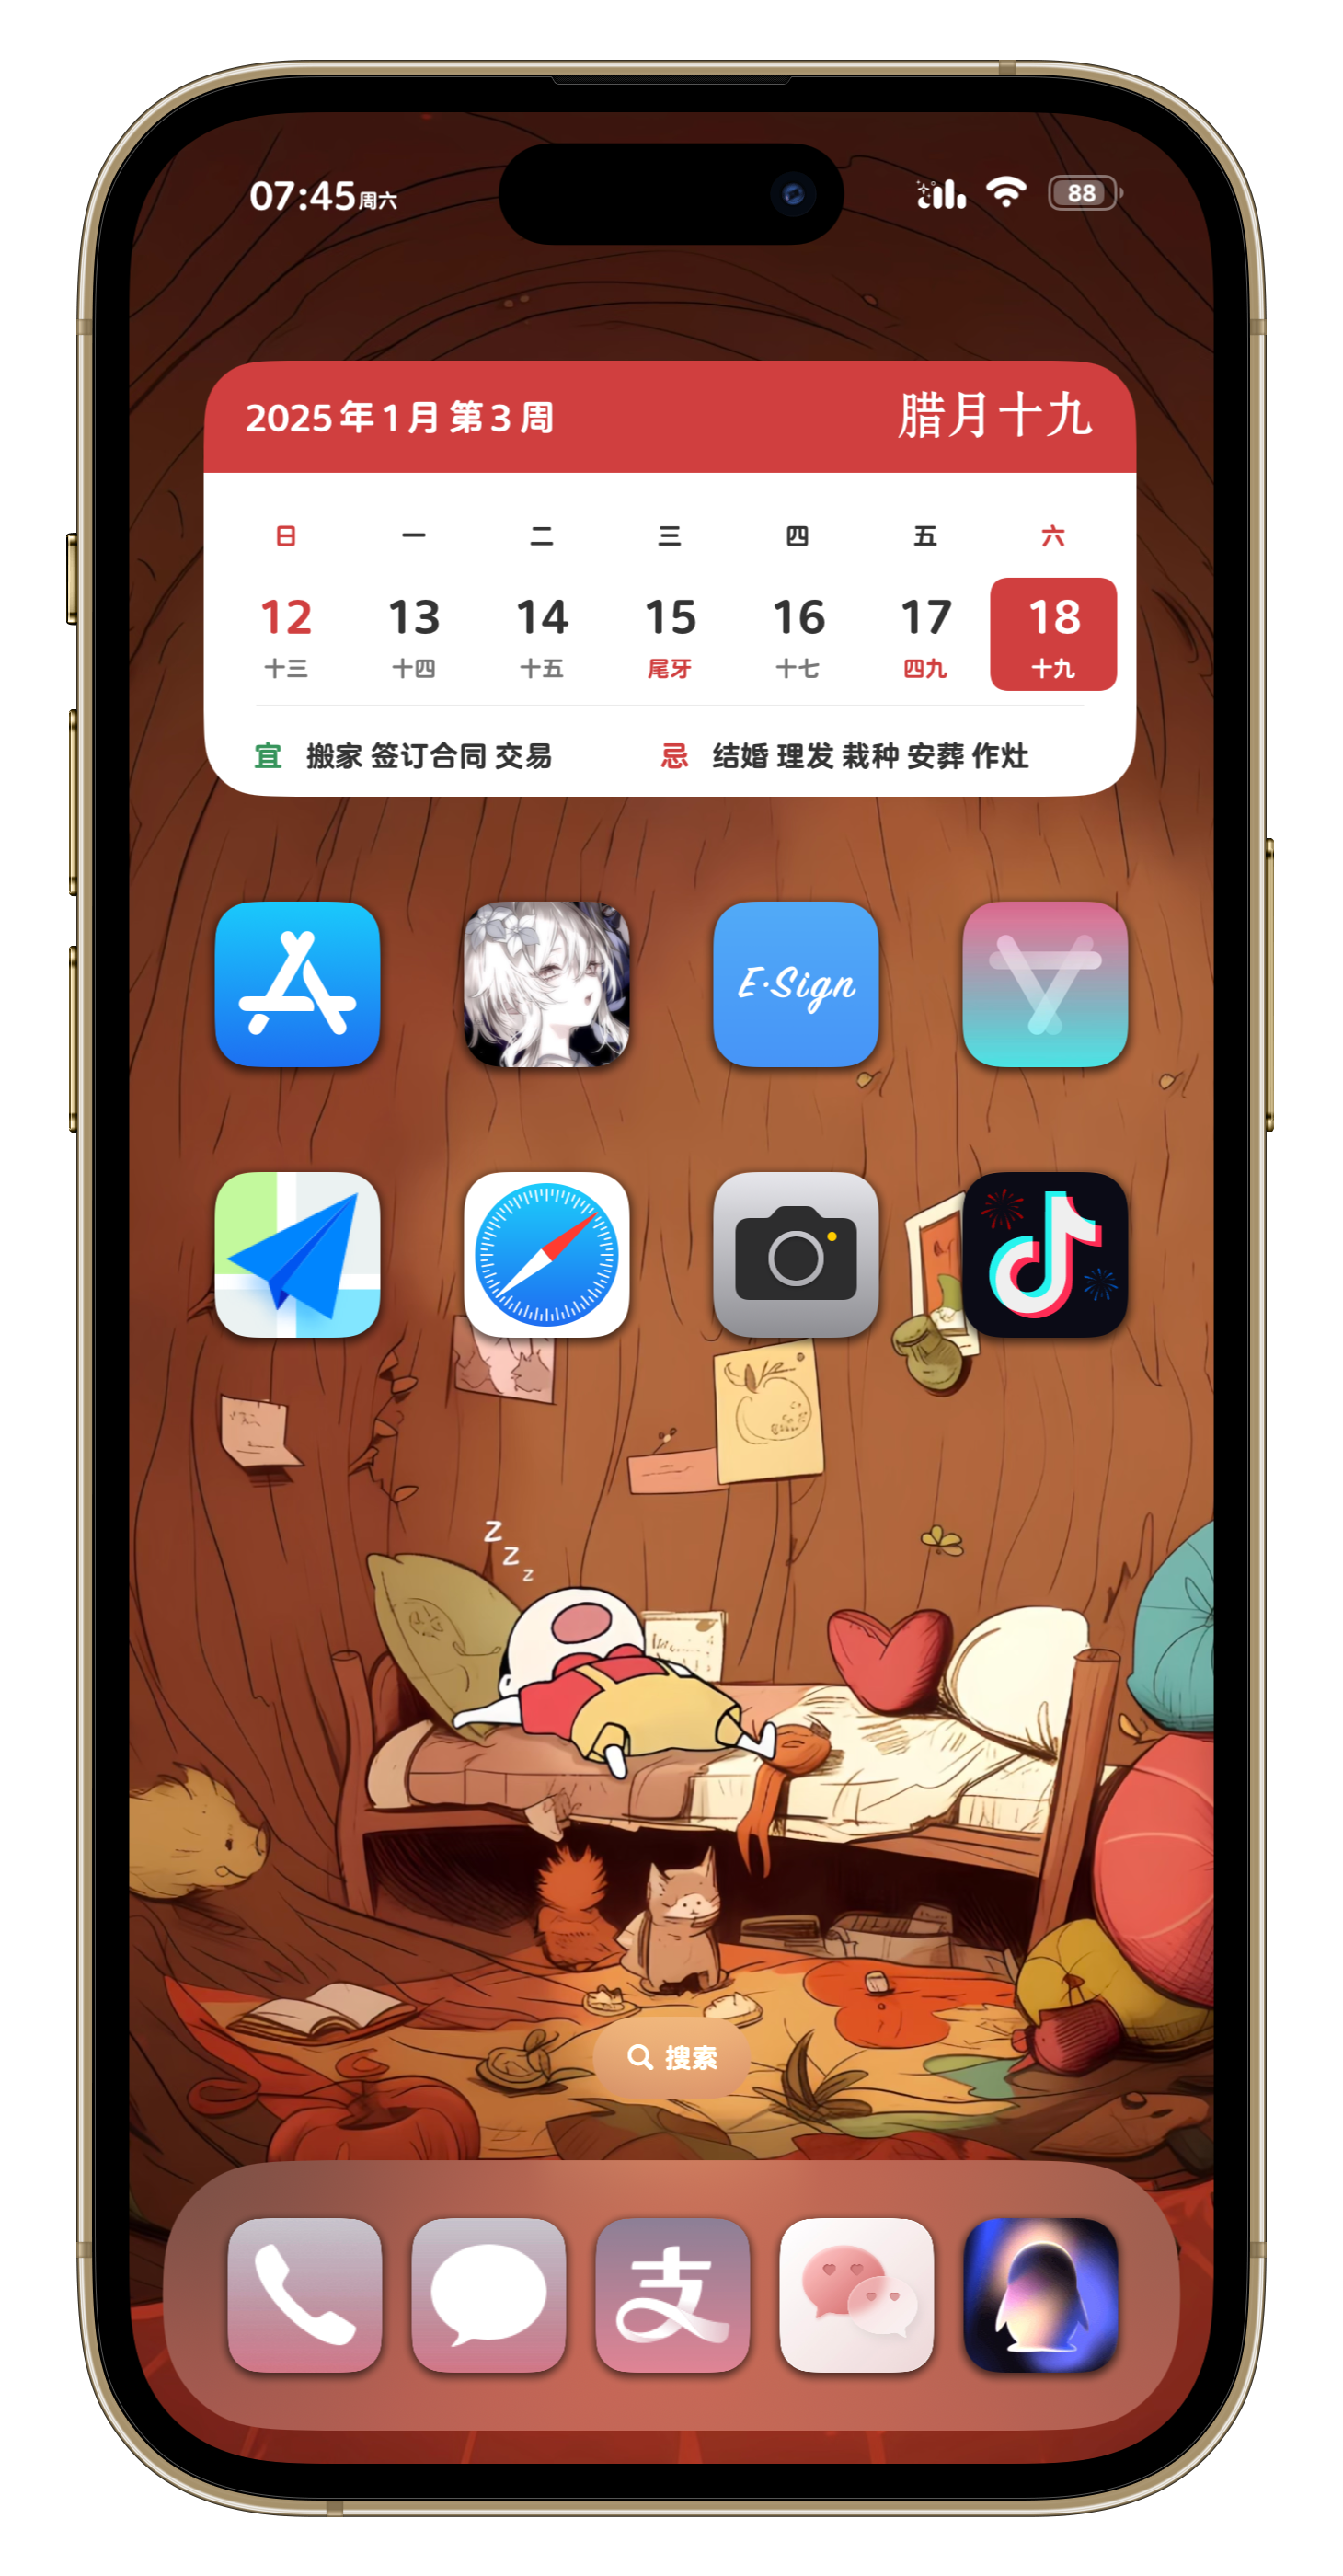 07:45周六
88
2025年1月第3周 腊月十九
日 一 二 三 四 五 六
12 13 14 15 16 17 18
十三 十四 十五 尾牙 十七 四九 十九
宜 搬家 签订合同 交易 忌 结婚 理发 栽种 安葬 作灶
E·Sign
z
z
z
搜索
支